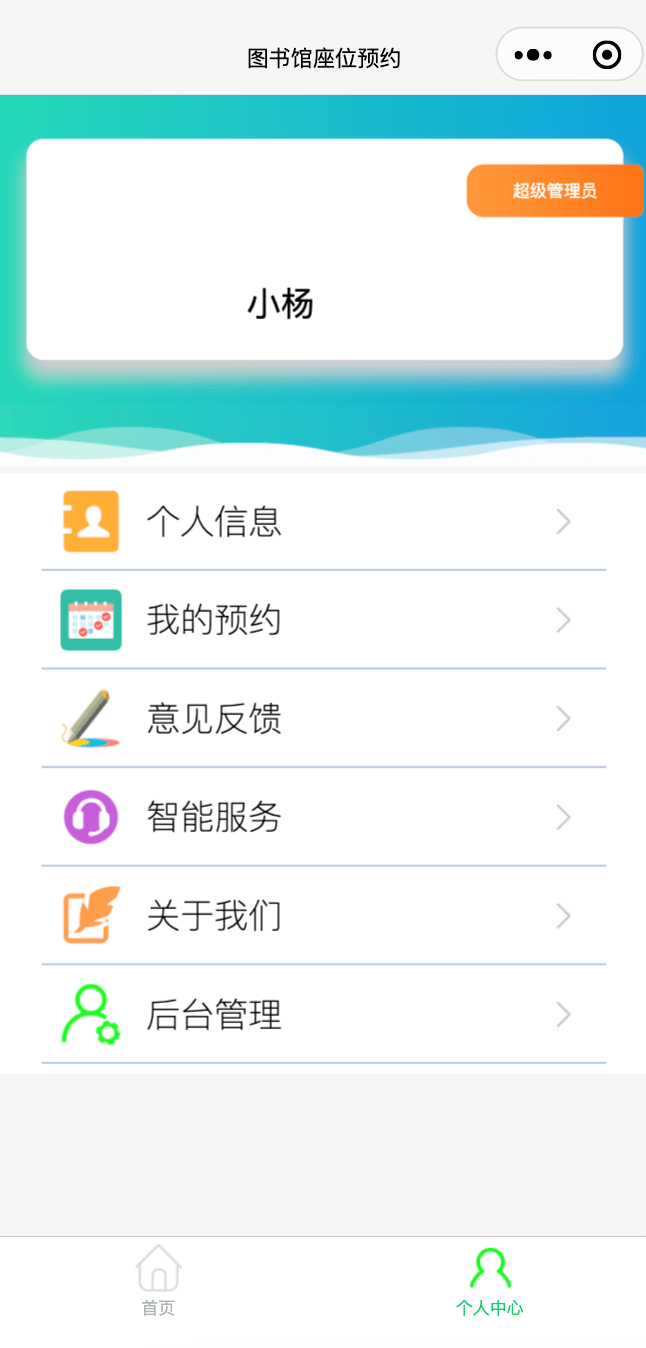 图书馆座位预约
超级管理员
小杨
个人信息
我的预约
意见反馈
智能服务
关于我们
后台管理
首页
个人中心